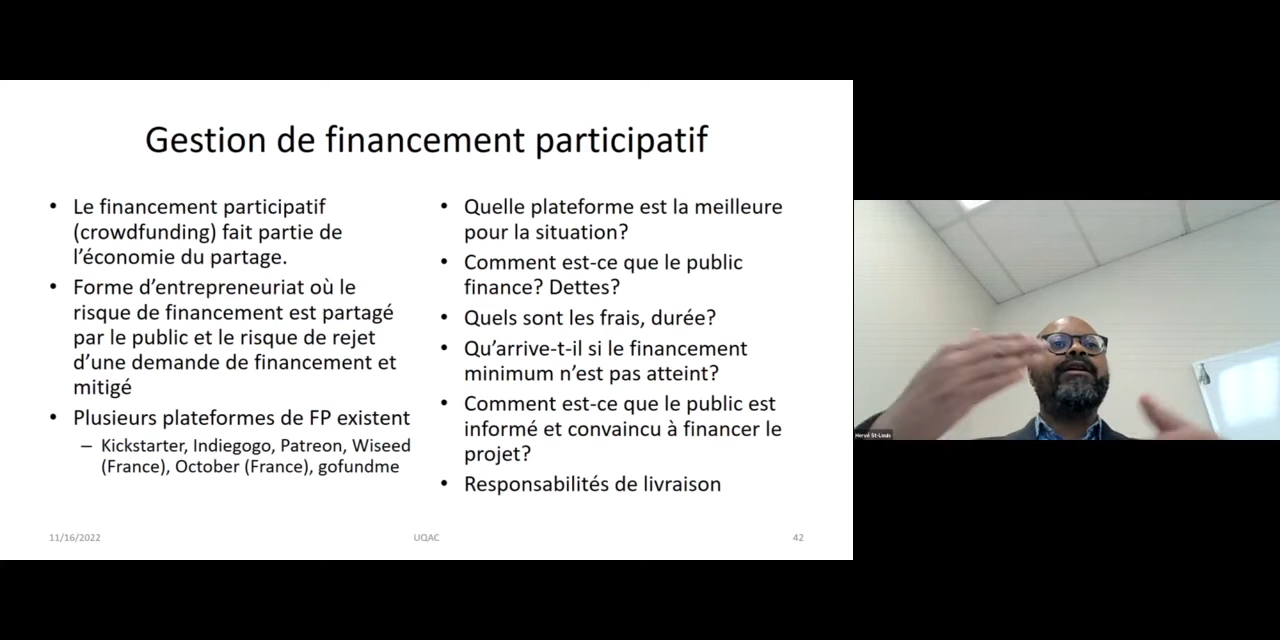 Gestion de financement participatif
• Le financement participatif
(crowdfunding) fait partie de
l’économie du partage.
• Forme d’entrepreneuriat où le
risque de financement est partagé
par le public et le risque de rejet
d’une demande de financement et
mitigé
• Plusieurs plateformes de FP existent
– Kickstarter, Indiegogo, Patreon, Wiseed
(France), October (France), gofundme
• Quelle plateforme est la meilleure
pour la situation?
• Comment est-ce que le public
finance? Dettes?
• Quels sont les frais, durée?
• Qu’arrive-t-il si le financement
minimum n’est pas atteint?
• Comment est-ce que le public est
informé et convaincu à financer le
projet?
• Responsabilités de livraison
11/16/2022
UQAC
42
Hervé St-Louis